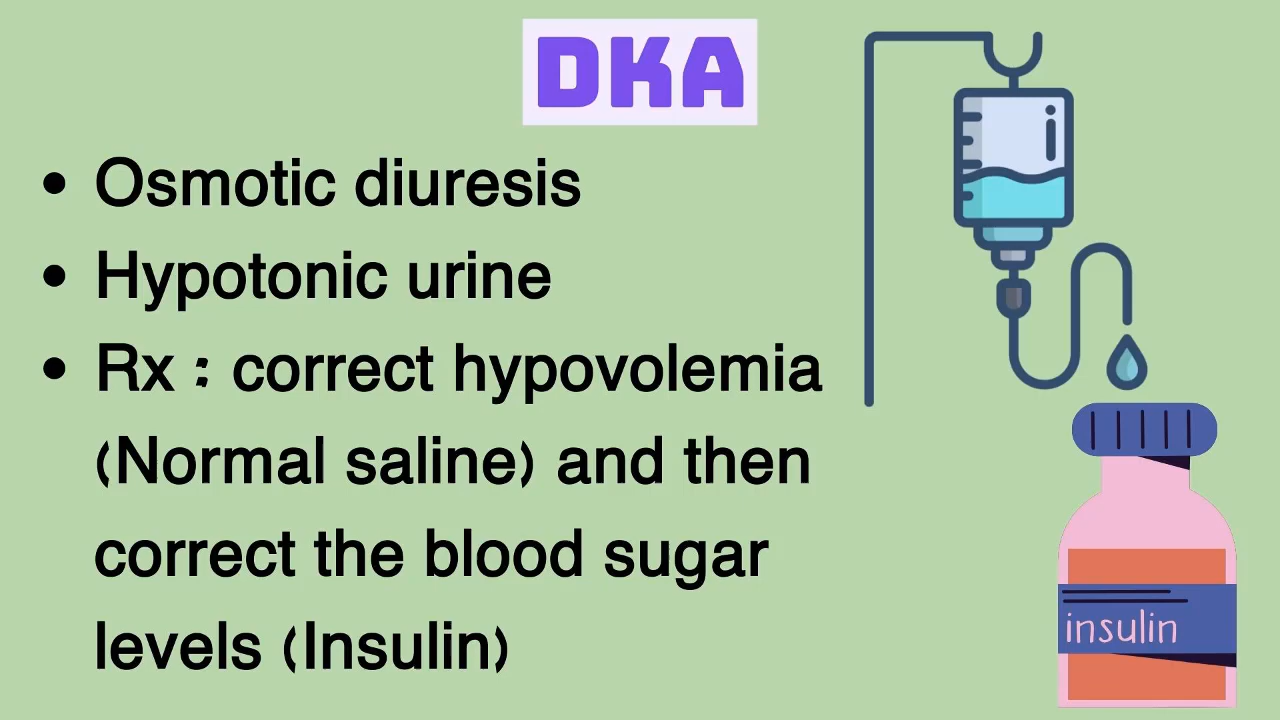 DKA
• Osmotic diuresis
• Hypotonic urine
• Rx : correct hypovolemia
(Normal saline) and then
correct the blood sugar
levels (Insulin)
insulin